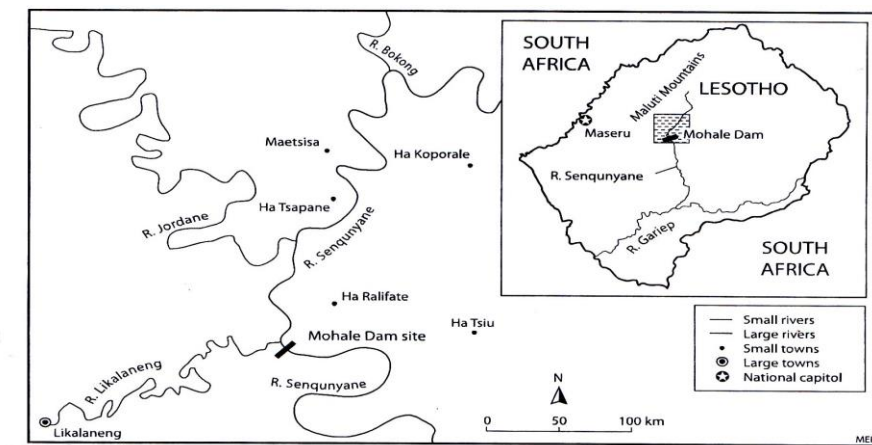 R. Bokong
Maetsisa
Ha Koporale
Ha Tsapane
R. Jordane
R. Senqunyane
Ha Ralifate
Ha Tsiu
Mohale Dam site
R. Likalaneng
R. Senqunyane
Likalaneng
N
0 50 100 km
SOUTH
AFRICA
LESOTHO
Maluti Mountains
Maseru
Mohale Dam
R. Senqunyane
R. Gariep
SOUTH
AFRICA
Small rivers
Large rivers
Small towns
Large towns
National capitol